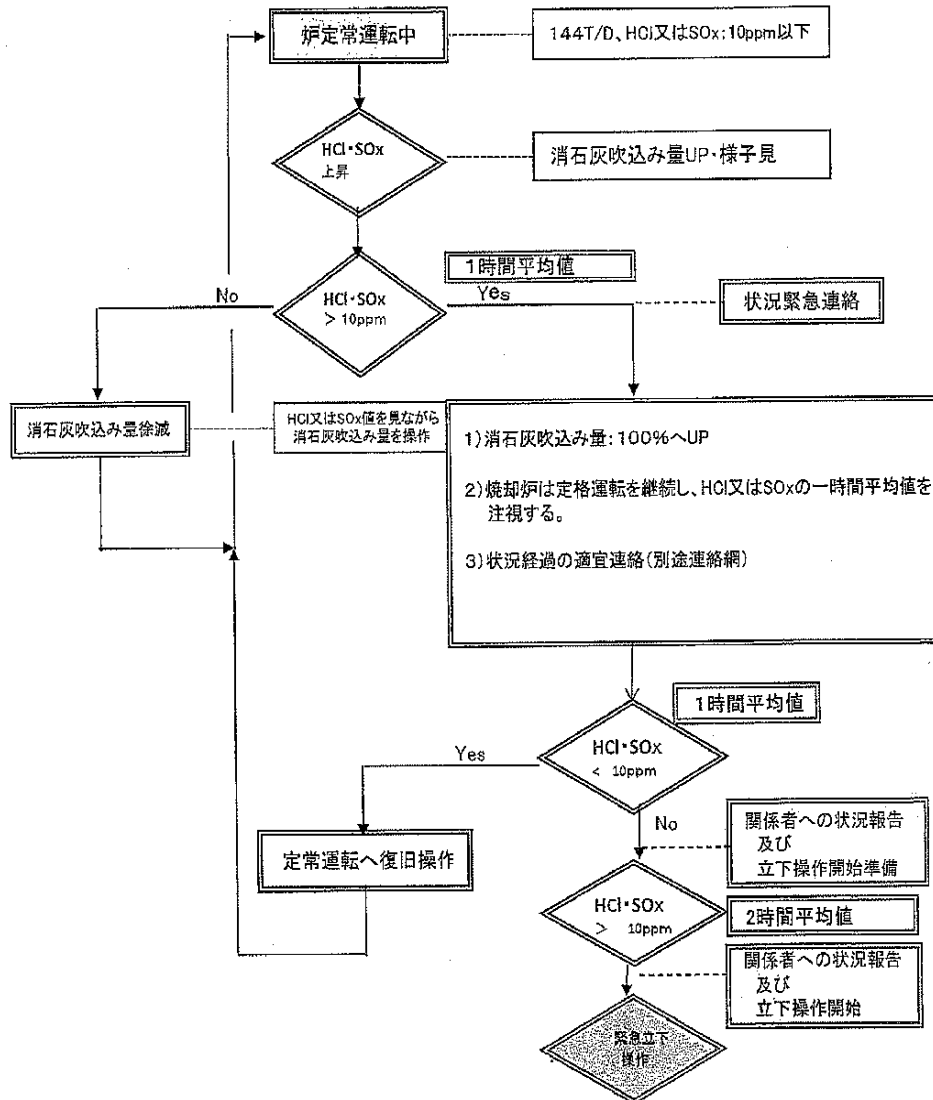 炉定常運転中
144T/D、HCl又はSOx:10ppm以下
HCl・SOx
上昇
消石灰吹込み量UP・様子見
1時間平均値
No
HCl・SOx
> 10ppm
Yes
状況緊急連絡
消石灰吹込み量徐減
HCl又はSOx値を見ながら
消石灰吹込み量を操作
1)消石灰吹込み量:100%へUP
2)焼却炉は定格運転を継続し、HCl又はSOxの一時間平均値を
注視する。
3)状況経過の適宜連絡(別途連絡網)
1時間平均値
HCl・SOx
< 10ppm
Yes
No
関係者への状況報告
及び
立下操作開始準備
定常運転へ復旧操作
HCl・SOx
> 10ppm
2時間平均値
関係者への状況報告
及び
立下操作開始
緊急立下
操作